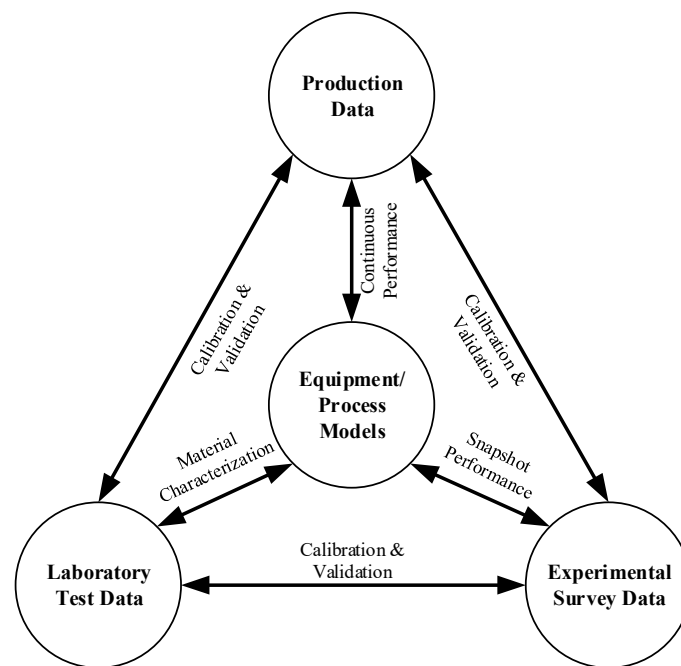 Production
Data
Continuous
Performance
Calibration &
Validation
Calibration &
Validation
Equipment/
Process
Models
Material
Characterization
Snapshot
Performance
Laboratory
Test Data
Calibration &
Validation
Experimental
Survey Data